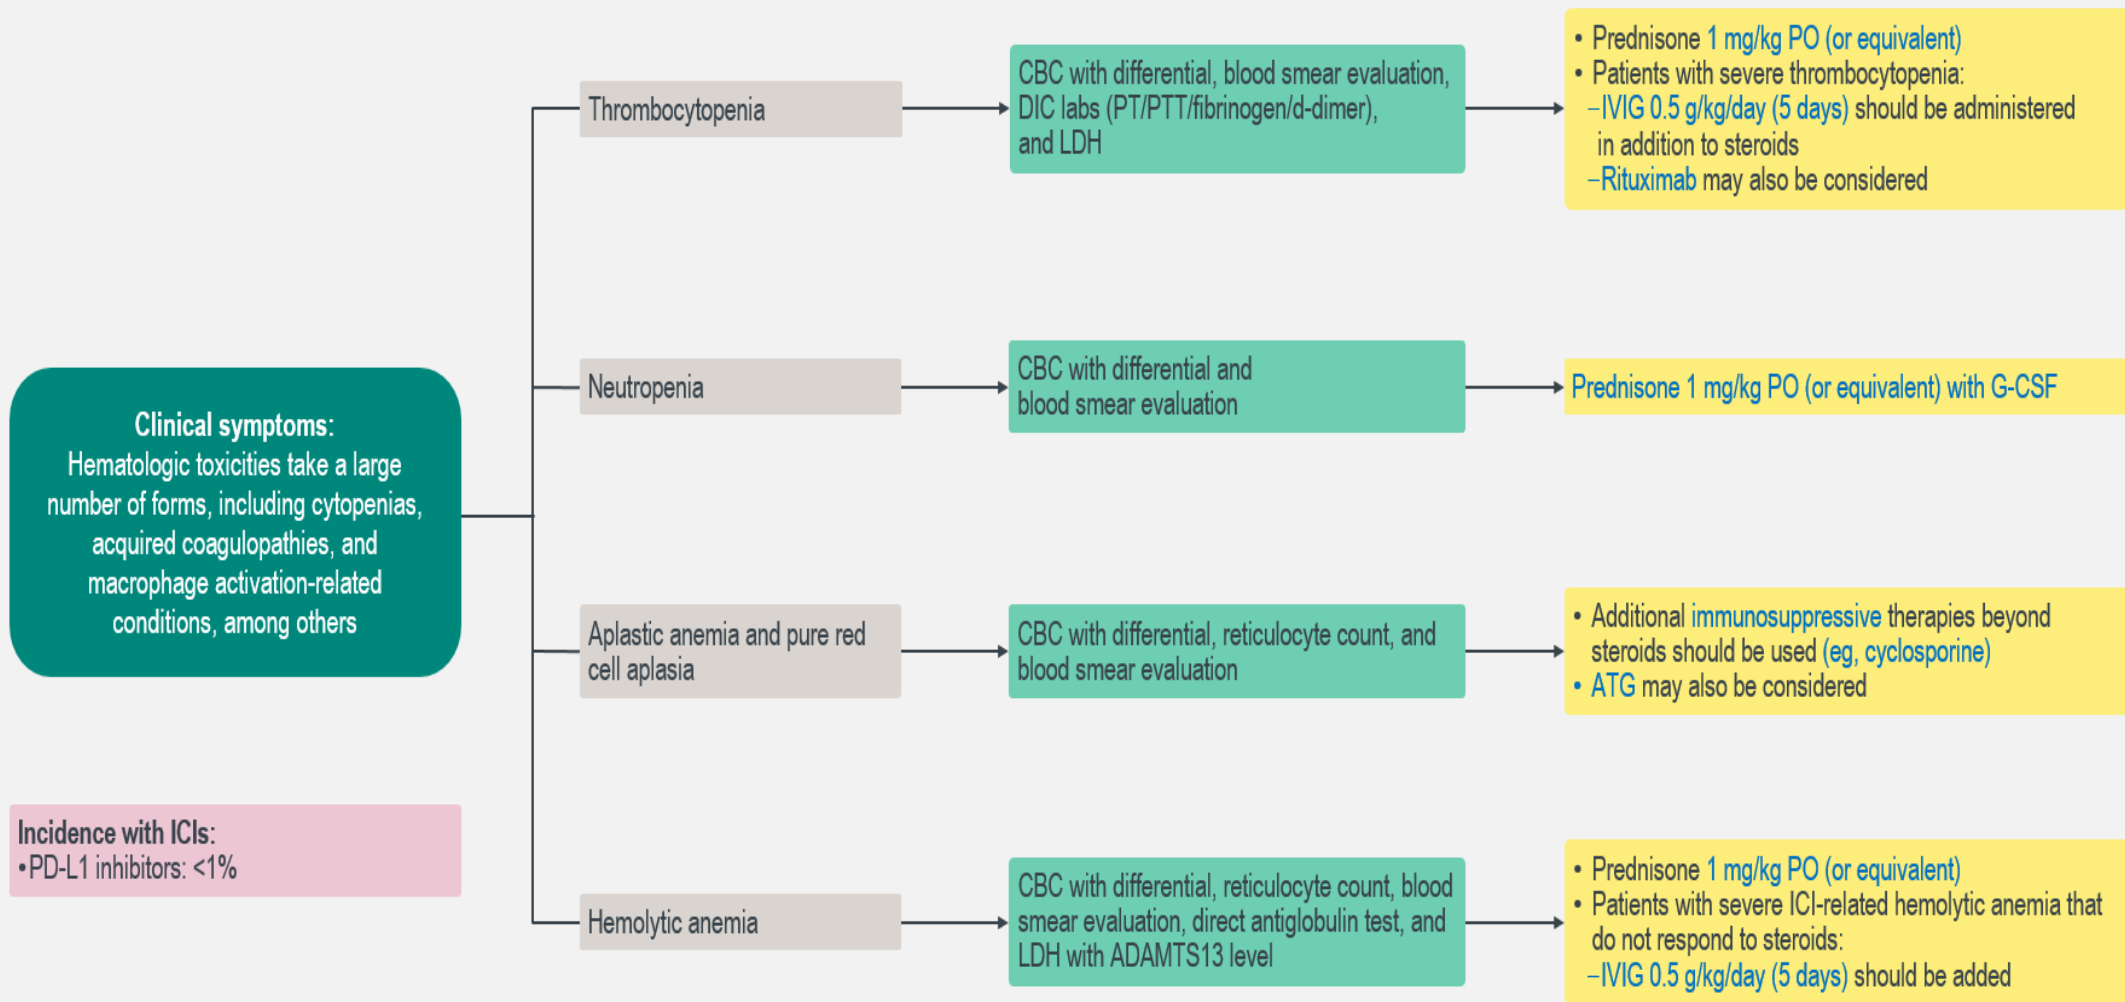 Clinical symptoms:
Hematologic toxicities take a large
number of forms, including cytopenias,
acquired coagulopathies, and
macrophage activation-related
conditions, among others
Incidence with ICIs:
•PD-L1 inhibitors: <1%
Thrombocytopenia
CBC with differential, blood smear evaluation,
DIC labs (PT/PTT/fibrinogen/d-dimer),
and LDH
• Prednisone 1 mg/kg PO (or equivalent)
• Patients with severe thrombocytopenia:
–IVIG 0.5 g/kg/day (5 days) should be administered
in addition to steroids
–Rituximab may also be considered
Neutropenia
CBC with differential and
blood smear evaluation
Prednisone 1 mg/kg PO (or equivalent) with G-CSF
Aplastic anemia and pure red
cell aplasia
CBC with differential, reticulocyte count, and
blood smear evaluation
• Additional immunosuppressive therapies beyond
steroids should be used (eg, cyclosporine)
• ATG may also be considered
Hemolytic anemia
CBC with differential, reticulocyte count, blood
smear evaluation, direct antiglobulin test, and
LDH with ADAMTS13 level
• Prednisone 1 mg/kg PO (or equivalent)
• Patients with severe ICI-related hemolytic anemia that
do not respond to steroids:
–IVIG 0.5 g/kg/day (5 days) should be added